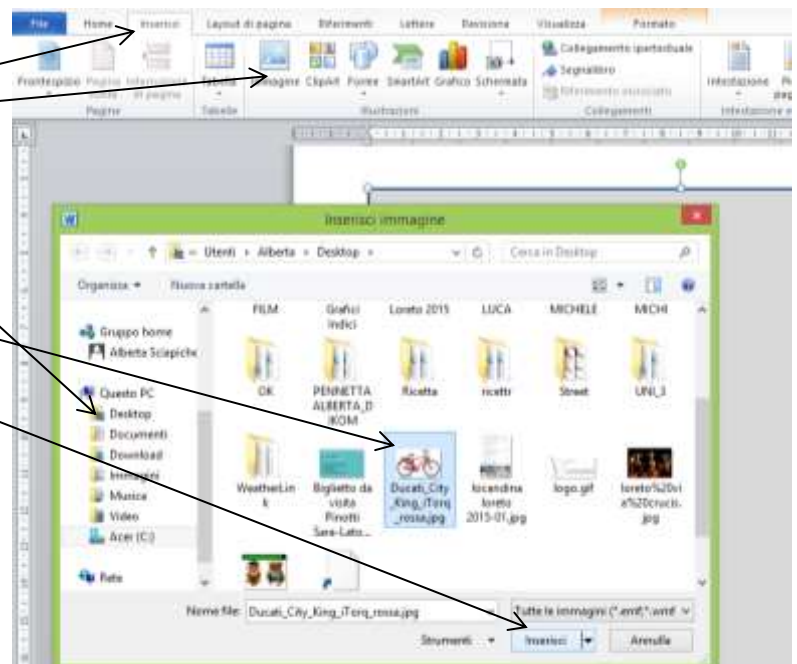 File Home Inserisci Layout di pagina Riferimenti Lettere Revisione Visualizza Formato
Frontespizio Pagina Interruzione Tabella Immagine ClipArt Forme SmartArt Grafico Schermata Collegamento ipertestuale Intestazione
di pagina Segnalibro
Riferimento incrociato
Pagine Tabelle Illustrazioni Collegamenti
Inserisci immagine
Utenti Alberta Desktop Cerca in Desktop
Organizza Nuova cartella
FILM Grafici Indici Loreto 2015 LUCA MICHELE MICHI
Gruppo home
Alberta Sciapiche
Questo PC
Desktop
Documenti
Download
Immagini
Musica
Video
Acer (C:)
Rete
OK PENNETTA ALBERTA_D IKOM Ricetta ricettr Street UNI_3
WeatherLin k Biglietto da visita Pinotti Sara-Lato... Ducati_City _King_iTorq _rossa.jpg locandina loreto 2015-01.jpg logo.gif loreto%20vi a%20crucis. jpg
Nome file: Ducati_City_King_iTorq_rossa.jpg Tutte le immagini (*.emf;*.wmf
Strumenti Inserisci Annulla